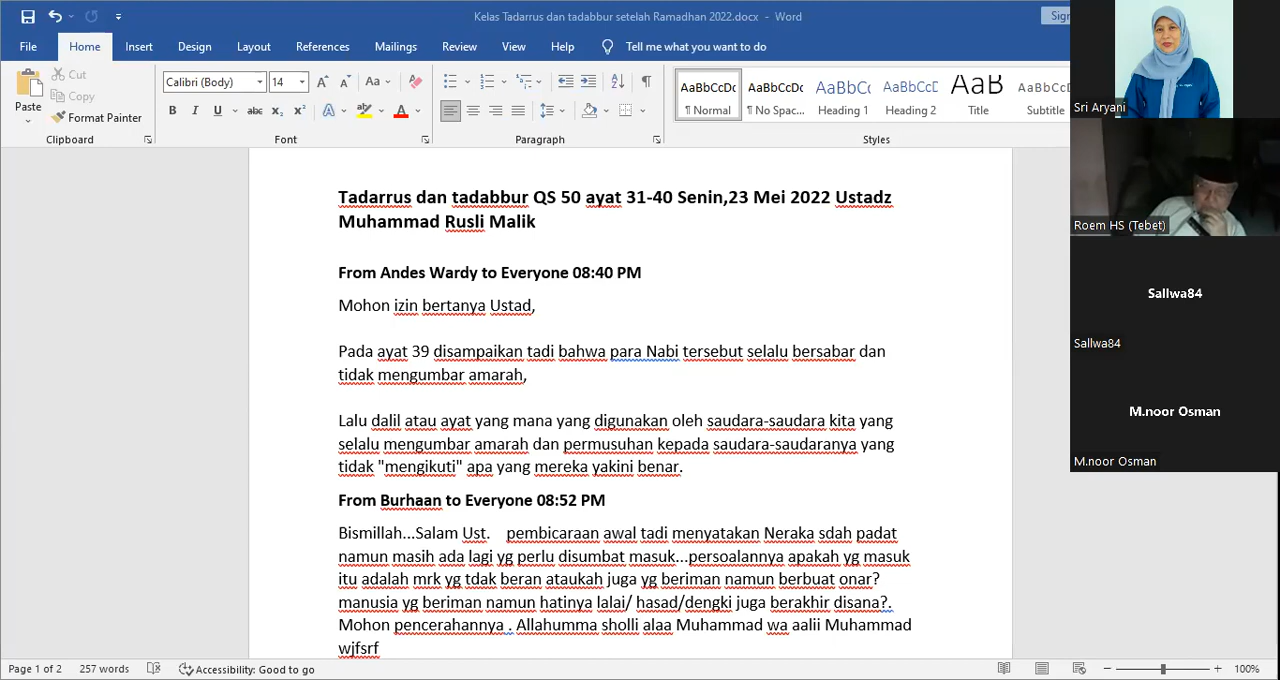 Kelas Tadarrus dan tadabbur setelah Ramadhan 2022.docx - Word
Sign
File Home Insert Design Layout References Mailings Review View Help Tell me what you want to do
Paste
Cut
Copy
Format Painter
Clipboard
Calibri (Body) 14
A A Aa A
B I U abc x₂ x² A A
Font
Paragraph
AaBbCcDc AaBbCcDc AaBbCc AaBbCcD AaB AaBbCcD
¶ Normal ¶ No Spac... Heading 1 Heading 2 Title Subtitle
Styles
Tadarrus dan tadabbur QS 50 ayat 31-40 Senin,23 Mei 2022 Ustadz
Muhammad Rusli Malik
From Andes Wardy to Everyone 08:40 PM
Mohon izin bertanya Ustad,
Pada ayat 39 disampaikan tadi bahwa para Nabi tersebut selalu bersabar dan
tidak mengumbar amarah,
Lalu dalil atau ayat yang mana yang digunakan oleh saudara-saudara kita yang
selalu mengumbar amarah dan permusuhan kepada saudara-saudaranya yang
tidak "mengikuti" apa yang mereka yakini benar.
From Burhaan to Everyone 08:52 PM
Bismillah...Salam Ust. pembicaraan awal tadi menyatakan Neraka sdah padat
namun masih ada lagi yg perlu disumbat masuk...persoalannya apakah yg masuk
itu adalah mrk yg tdak beran ataukah juga yg beriman namun berbuat onar?
manusia yg beriman namun hatinya lalai/ hasad/dengki juga berakhir disana?.
Mohon pencerahannya . Allahumma sholli alaa Muhammad wa aalii Muhammad
wjfsrf
Page 1 of 2 257 words Accessibility: Good to go 100%
Sri Aryani
Roem HS (Tebet)
Sallwa84
Sallwa84
M.noor Osman
M.noor Osman